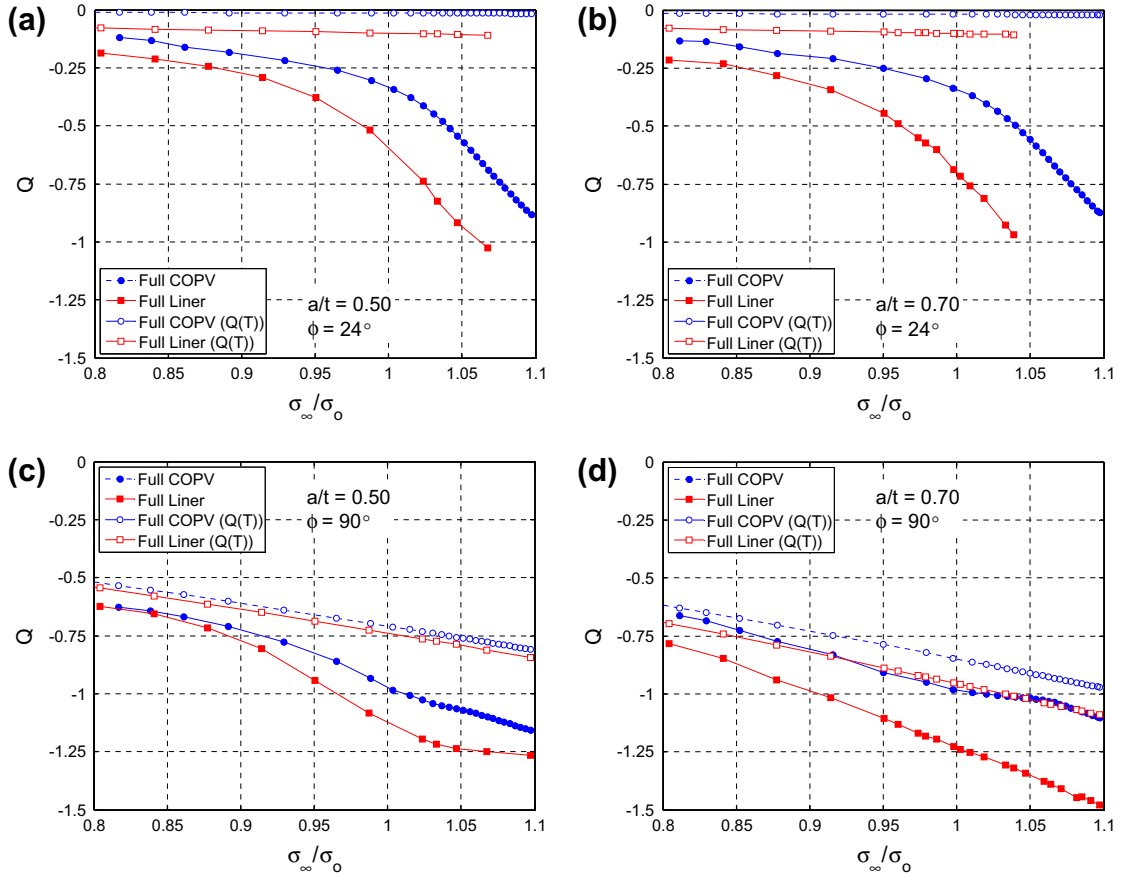 (a)
0
-0.25
-0.5
-0.75
-1
-1.25
-1.5
Q
Full COPV
Full Liner
Full COPV (Q(T))
Full Liner (Q(T))
a/t = 0.50
ϕ = 24°
0.8 0.85 0.9 0.95 1 1.05 1.1
σ∞/σo
(b)
0
-0.25
-0.5
-0.75
-1
-1.25
-1.5
Q
Full COPV
Full Liner
Full COPV (Q(T))
Full Liner (Q(T))
a/t = 0.70
ϕ = 24°
0.8 0.85 0.9 0.95 1 1.05 1.1
σ∞/σo
(c)
0
-0.25
-0.5
-0.75
-1
-1.25
-1.5
Q
Full COPV
Full Liner
Full COPV (Q(T))
Full Liner (Q(T))
a/t = 0.50
ϕ = 90°
0.8 0.85 0.9 0.95 1 1.05 1.1
σ∞/σo
(d)
0
-0.25
-0.5
-0.75
-1
-1.25
-1.5
Q
Full COPV
Full Liner
Full COPV (Q(T))
Full Liner (Q(T))
a/t = 0.70
ϕ = 90°
0.8 0.85 0.9 0.95 1 1.05 1.1
σ∞/σo